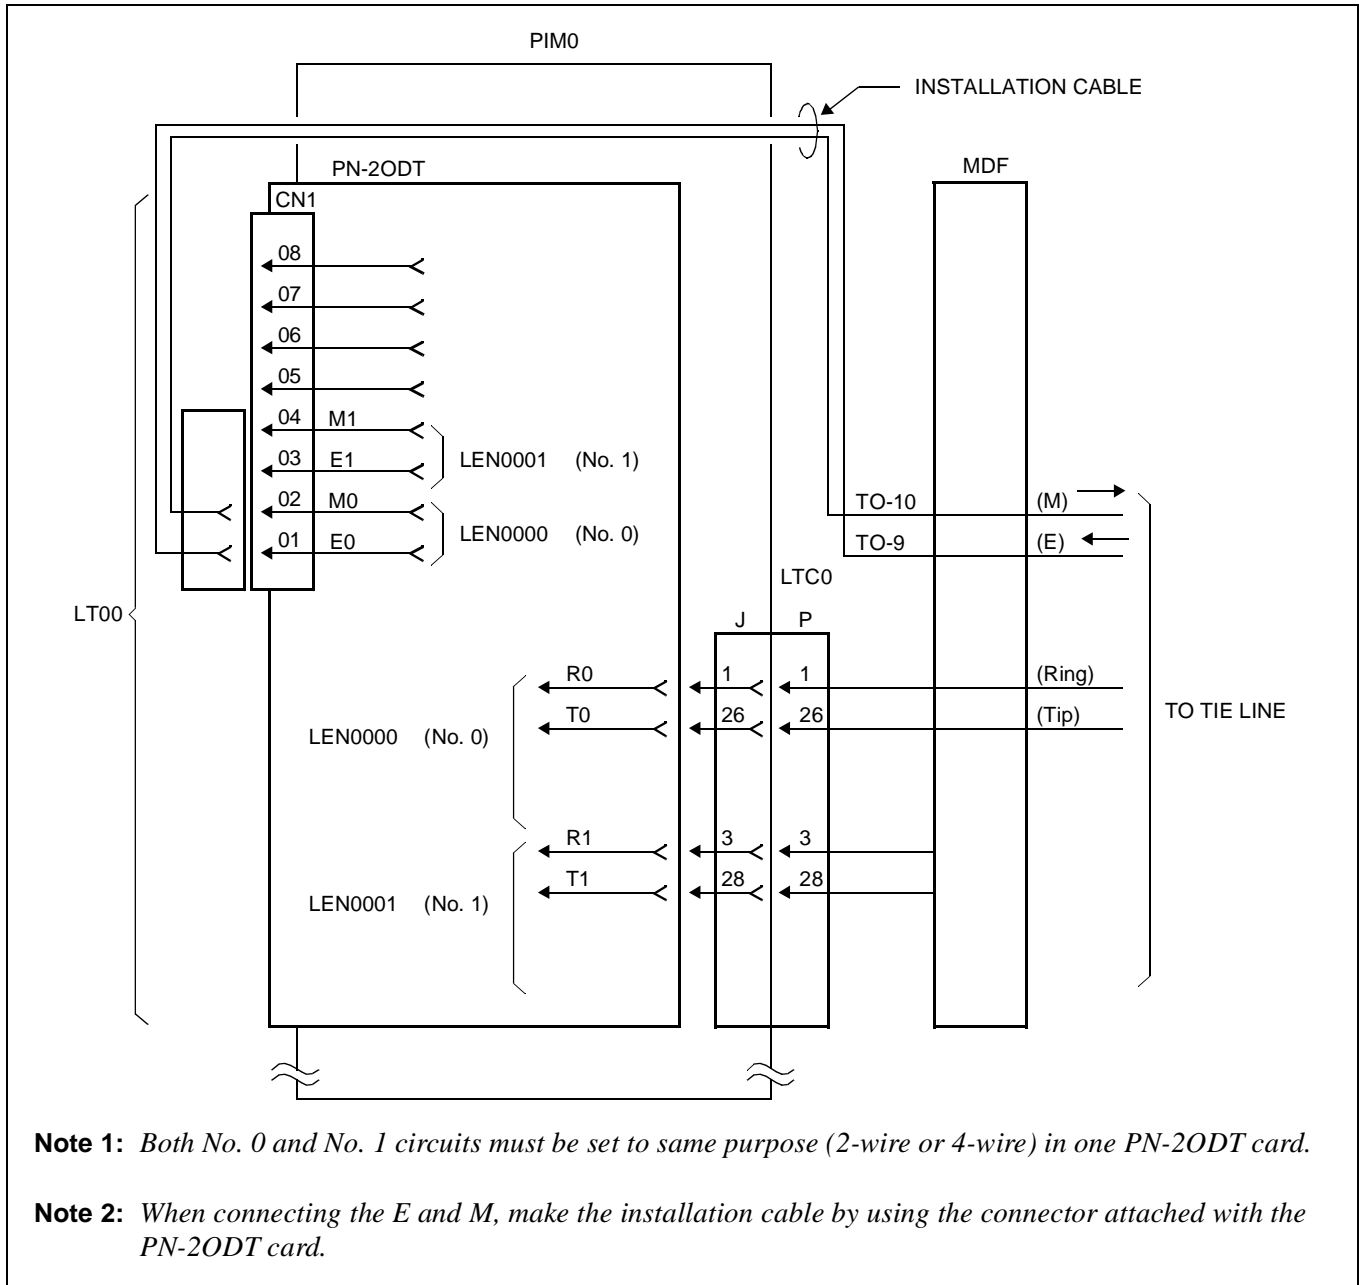 PIM0
INSTALLATION CABLE
PN-2ODT
MDF
CN1
08
07
06
05
04 M1
03 E1
LEN0001 (No. 1)
02 M0
01 E0
LEN0000 (No. 0)
TO-10 (M)
TO-9 (E)
LTC0
LT00
J P
R0 1 1 (Ring)
T0 26 26 (Tip)
LEN0000 (No. 0)
TO TIE LINE
R1 3 3
T1 28 28
LEN0001 (No. 1)
Note 1: Both No. 0 and No. 1 circuits must be set to same purpose (2-wire or 4-wire) in one PN-2ODT card.
Note 2: When connecting the E and M, make the installation cable by using the connector attached with the
PN-2ODT card.